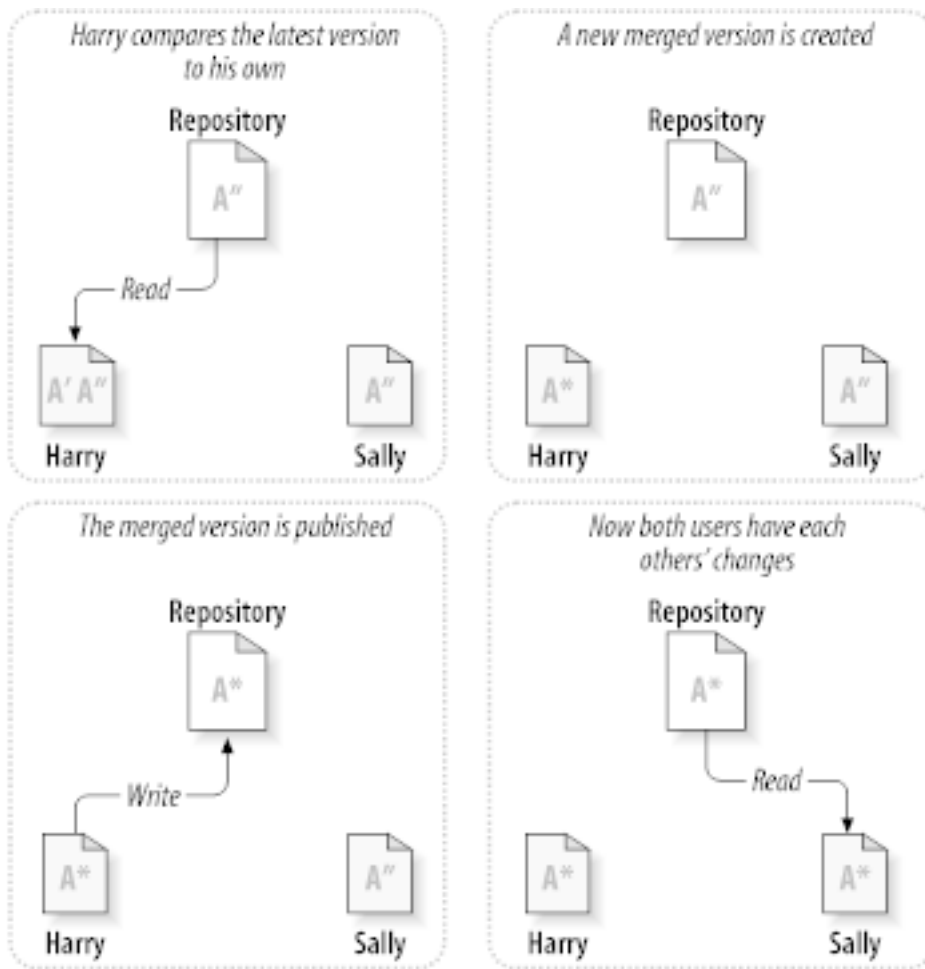 Harry compares the latest version
to his own
Repository
A″
Read
A′ A″
A″
Harry
Sally
A new merged version is created
Repository
A″
A*
A″
Harry
Sally
The merged version is published
Repository
A*
Write
A*
A″
Harry
Sally
Now both users have each
others’ changes
Repository
A*
Read
A*
A*
Harry
Sally